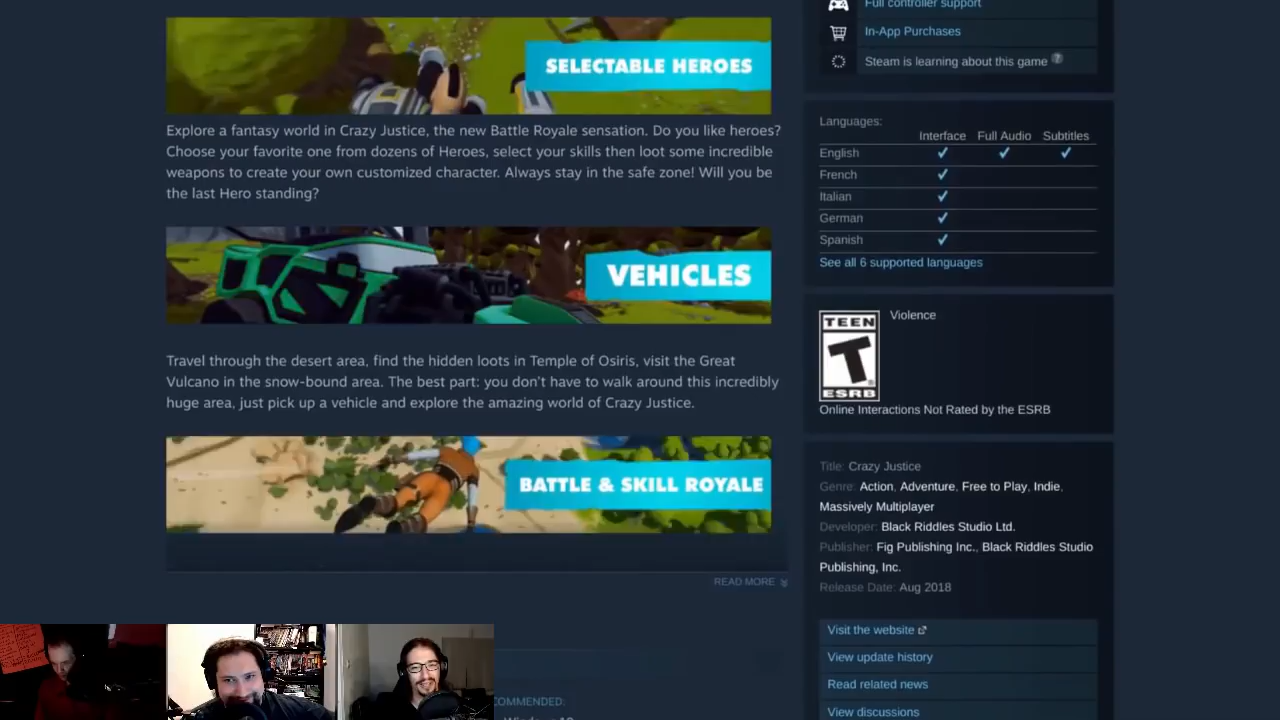 SELECTABLE HEROES
Explore a fantasy world in Crazy Justice, the new Battle Royale sensation. Do you like heroes?
Choose your favorite one from dozens of Heroes, select your skills then loot some incredible
weapons to create your own customized character. Always stay in the safe zone! Will you be
the last Hero standing?
VEHICLES
Travel through the desert area, find the hidden loots in Temple of Osiris, visit the Great
Vulcano in the snow-bound area. The best part: you don't have to walk around this incredibly
huge area, just pick up a vehicle and explore the amazing world of Crazy Justice.
BATTLE & SKILL ROYALE
READ MORE
COMMENDED:
Full controller support
In-App Purchases
Steam is learning about this game ?
Languages:
Interface Full Audio Subtitles
English ✔ ✔ ✔
French ✔
Italian ✔
German ✔
Spanish ✔
See all 6 supported languages
TEEN
T
ESRB
Violence
Online Interactions Not Rated by the ESRB
Title: Crazy Justice
Genre: Action, Adventure, Free to Play, Indie,
Massively Multiplayer
Developer: Black Riddles Studio Ltd.
Publisher: Fig Publishing Inc., Black Riddles Studio
Publishing, Inc.
Release Date: Aug 2018
Visit the website
View update history
Read related news
View discussions